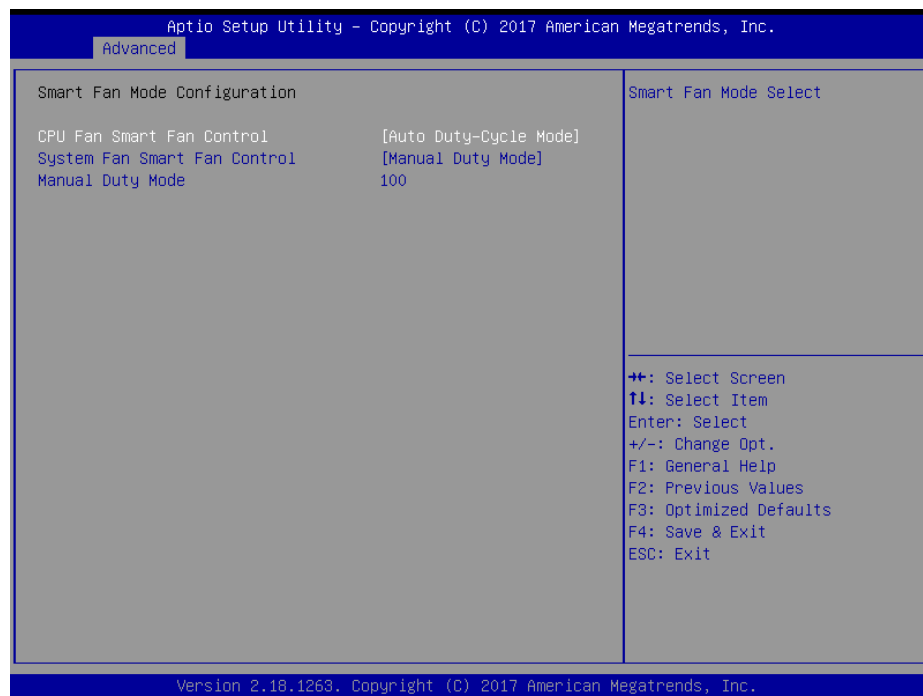 Aptio Setup Utility – Copyright (C) 2017 American Megatrends, Inc.
Advanced
Smart Fan Mode Configuration
CPU Fan Smart Fan Control [Auto Duty-Cycle Mode]
System Fan Smart Fan Control [Manual Duty Mode]
Manual Duty Mode 100
Smart Fan Mode Select
→←: Select Screen
↑↓: Select Item
Enter: Select
+/-: Change Opt.
F1: General Help
F2: Previous Values
F3: Optimized Defaults
F4: Save & Exit
ESC: Exit
Version 2.18.1263. Copyright (C) 2017 American Megatrends, Inc.